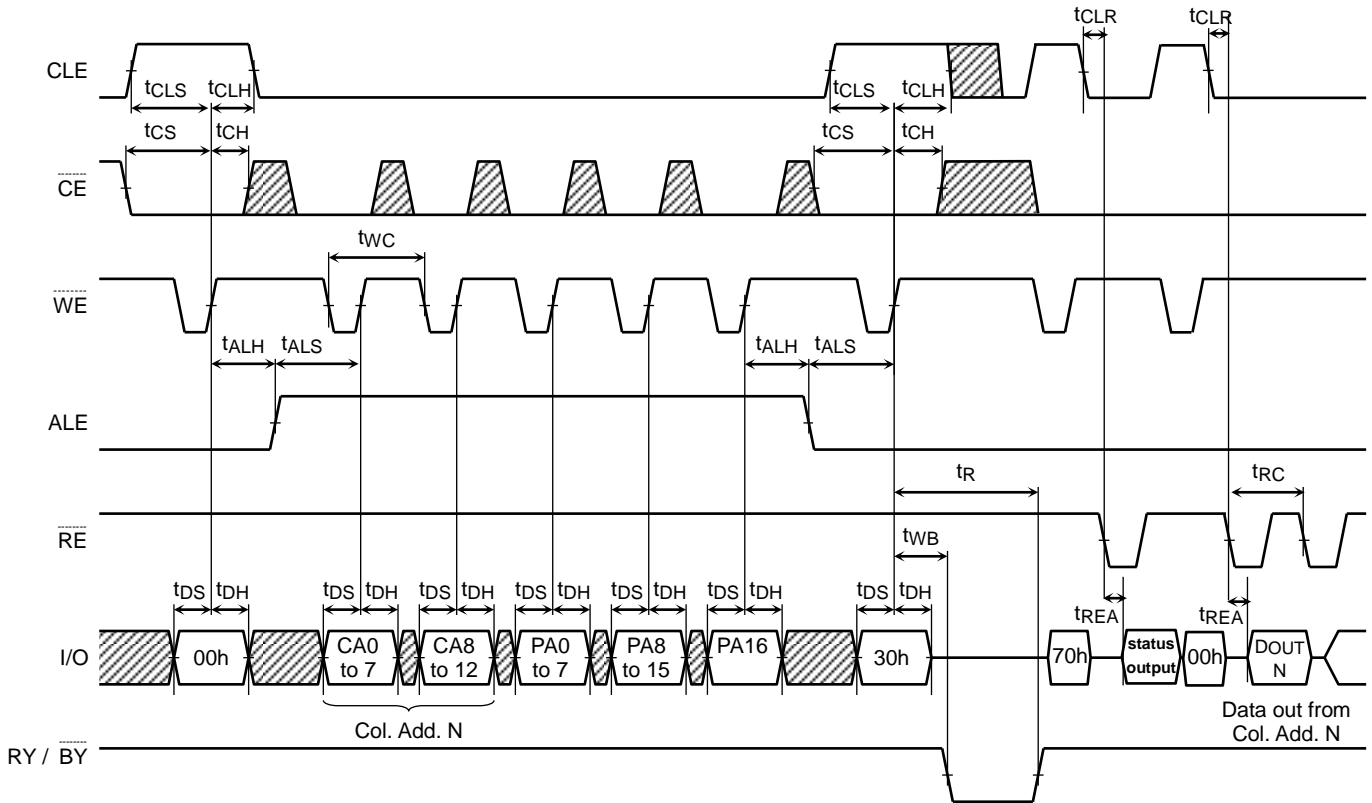 tCLR tCLR
CLE
tCLS tCLH tCLS tCLH
tCS tCH tCS tCH
CE
tWC
WE
tALH tALS tALH tALS
ALE
tR tRC
RE
tWB
tDS tDH tDS tDH tDS tDH tDS tDH tDS tDH tDS tDH tDS tDH
tREA tREA
I/O
00h
CA0 to 7
CA8 to 12
PA0 to 7
PA8 to 15
PA16
30h
70h
status output
00h
DOUT N
Col. Add. N
Data out from
Col. Add. N
RY / BY